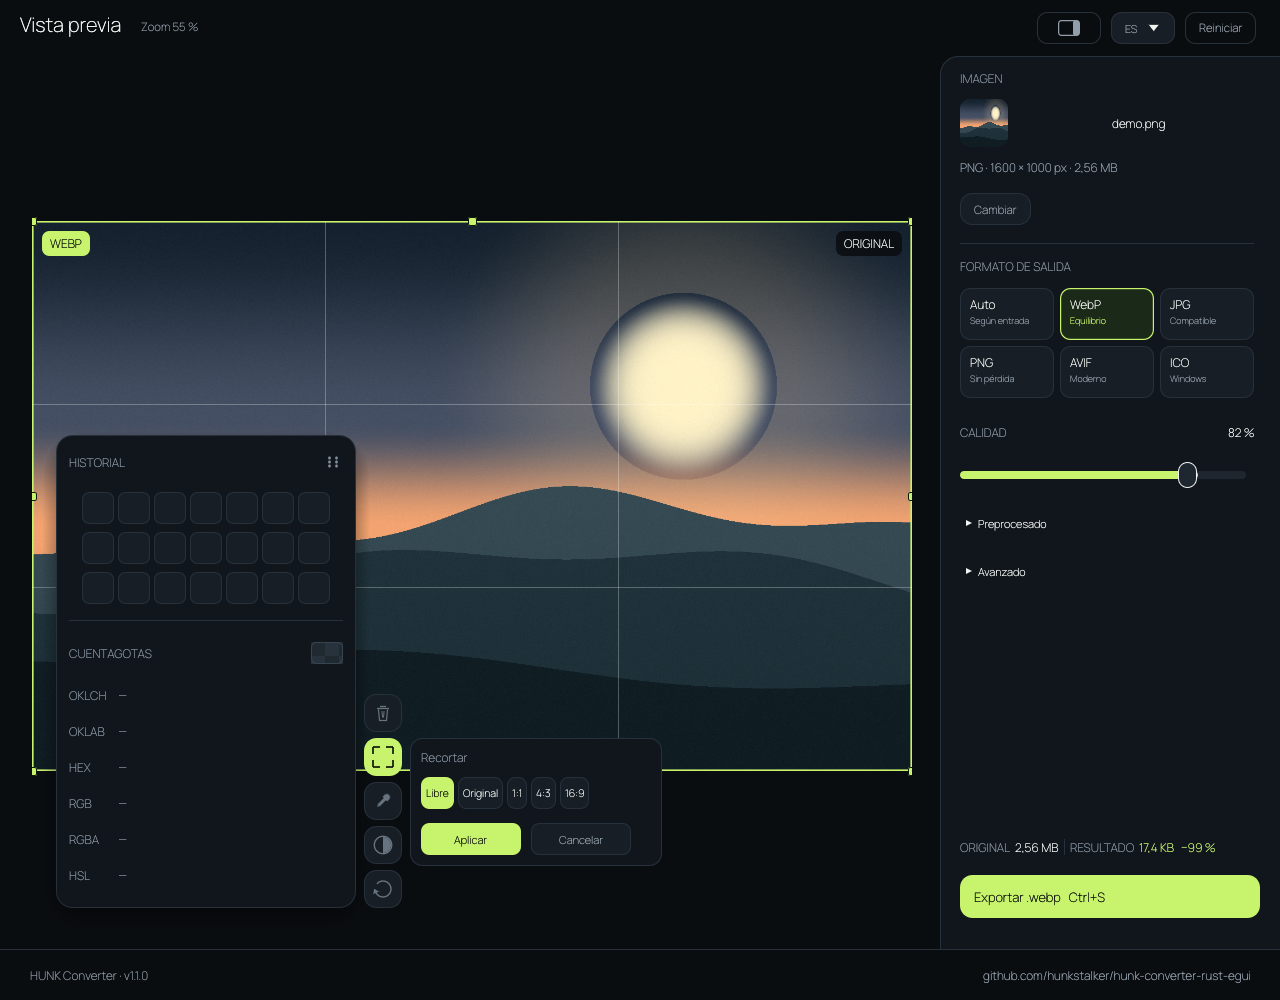 Vista previa Zoom 55 %
ES Reiniciar
IMAGEN
demo.png
PNG · 1600 × 1000 px · 2,56 MB
Cambiar
FORMATO DE SALIDA
Auto
Según entrada
WebP
Equilibrio
JPG
Compatible
PNG
Sin pérdida
AVIF
Moderno
ICO
Windows
CALIDAD 82 %
Preprocesado
Avanzado
ORIGINAL 2,56 MB RESULTADO 17,4 KB −99 %
Exportar .webp Ctrl+S
WEBP
ORIGINAL
HISTORIAL
CUENTAGOTAS
OKLCH —
OKLAB —
HEX —
RGB —
RGBA —
HSL —
Recortar
Libre Original 1:1 4:3 16:9
Aplicar Cancelar
HUNK Converter · v1.1.0
github.com/hunkstalker/hunk-converter-rust-egui